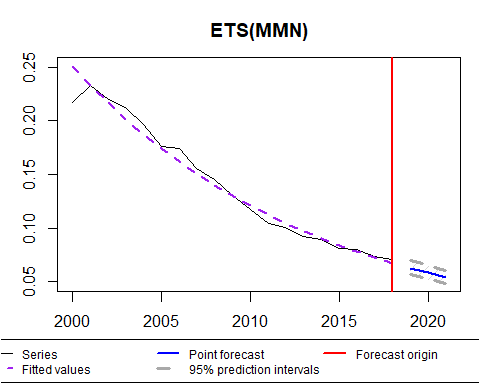 ETS(MMN)
0.25
0.20
0.15
0.10
0.05
2000 2005 2010 2015 2020
Series Point forecast Forecast origin
Fitted values 95% prediction intervals